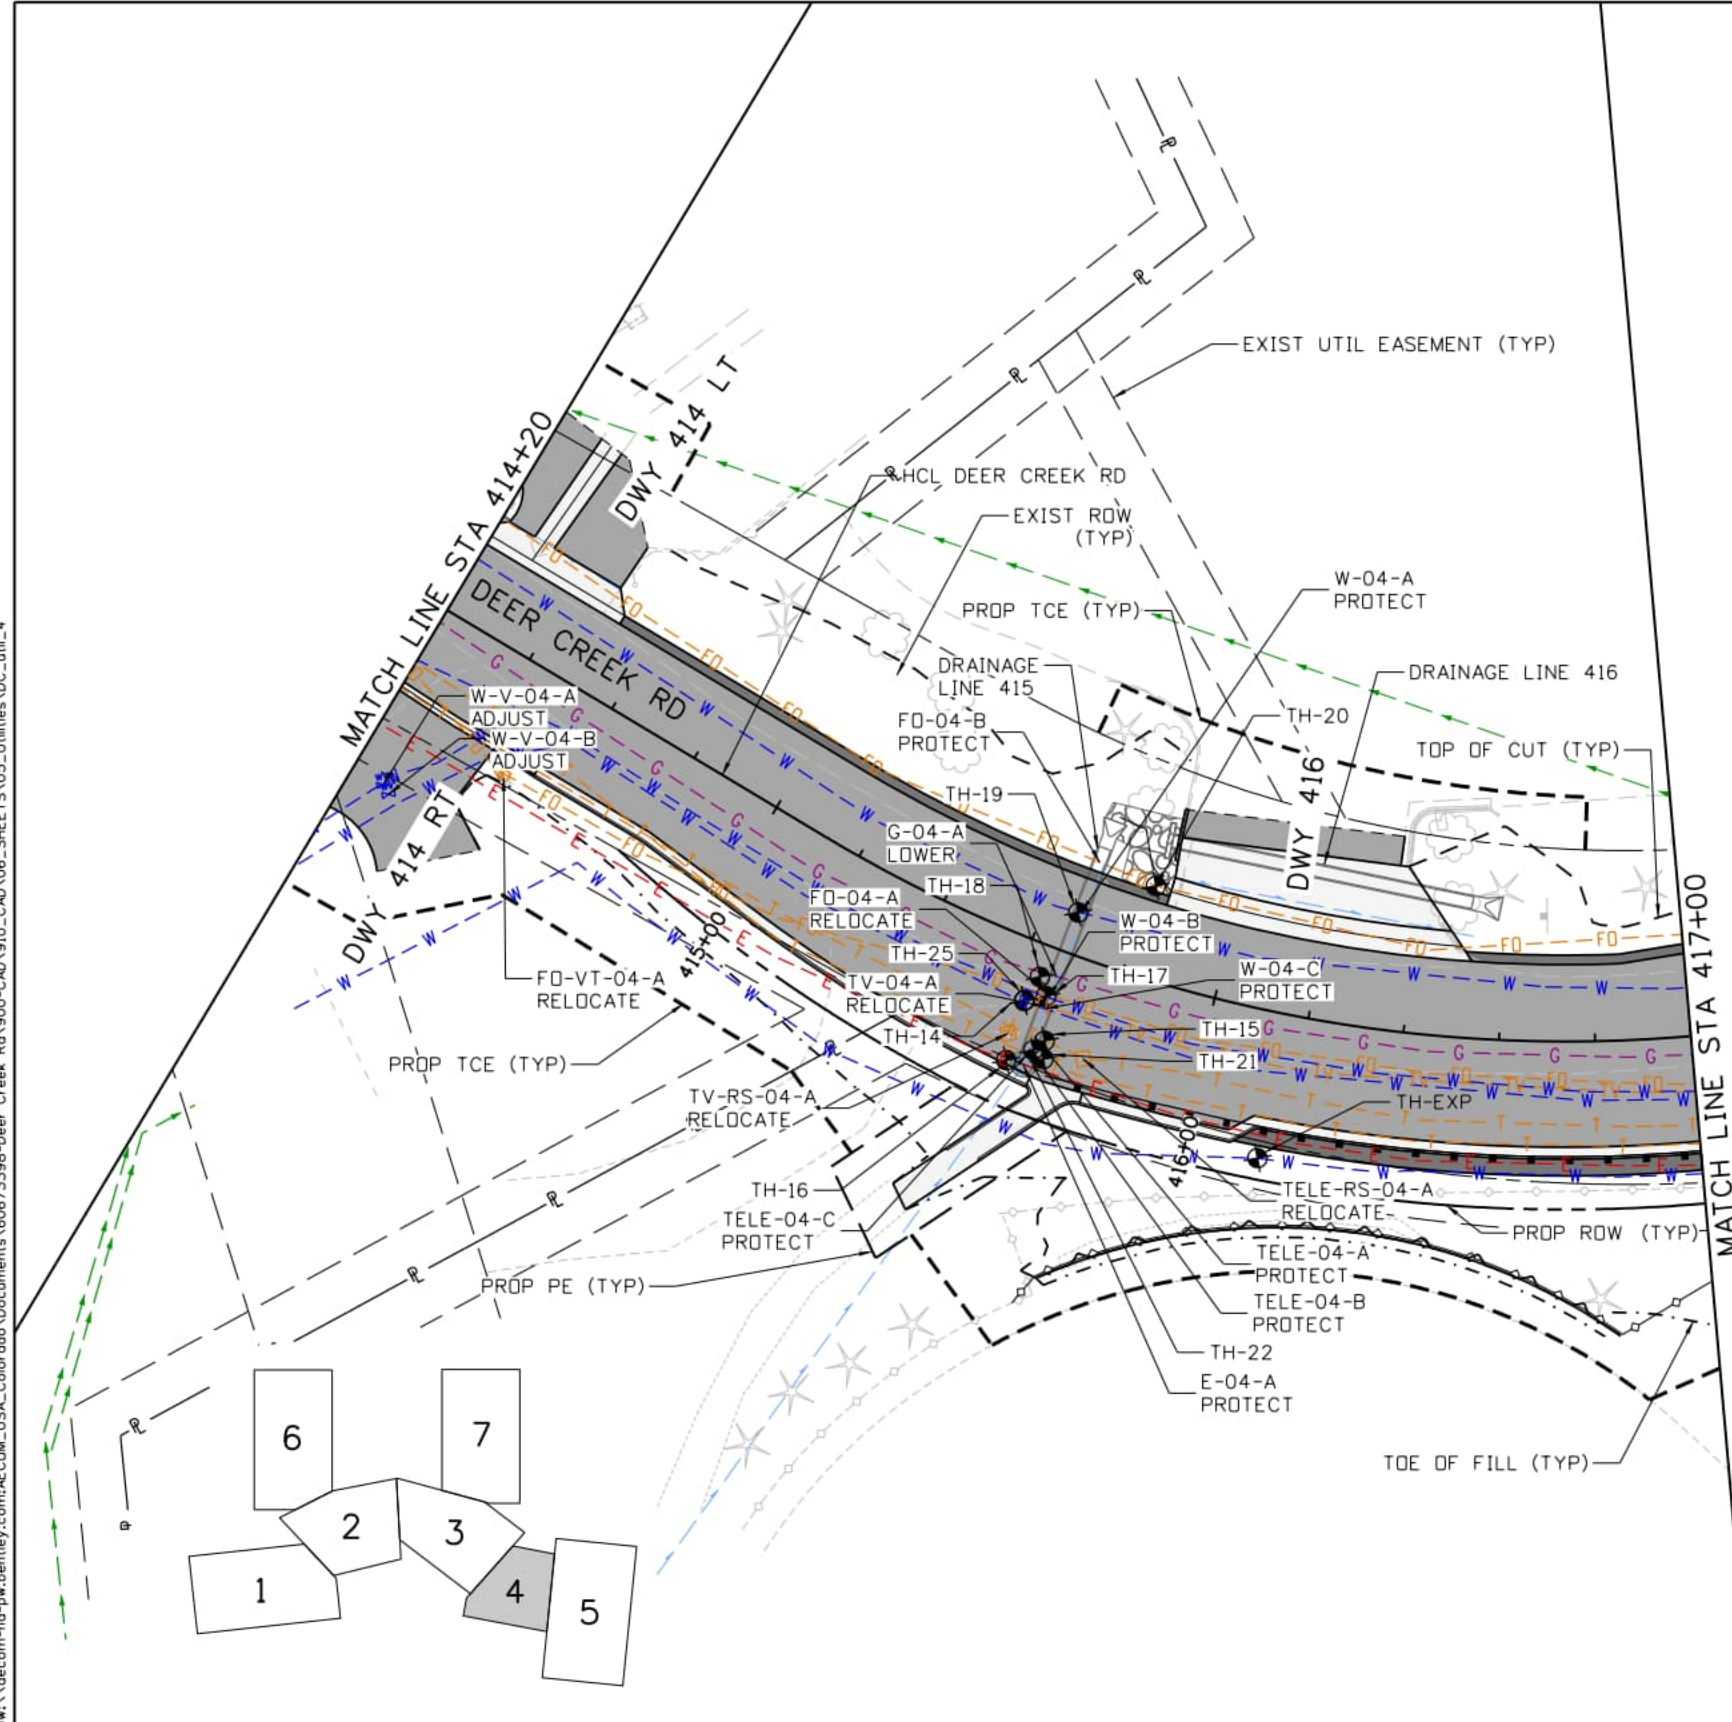 EXIST UTIL EASEMENT (TYP)
DWY 414 LT
MATCH LINE STA 414+20
HCL DEER CREEK RD
EXIST ROW
(TYP)
W-04-A
PROTECT
PROP TCE (TYP)
DEER CREEK RD
DRAINAGE
LINE 415
DRAINAGE LINE 416
W-V-04-A
ADJUST
W-V-04-B
ADJUST
FO-04-B
PROTECT
TH-20
TOP OF CUT (TYP)
TH-19
DWY 416
G-04-A
LOWER
DWY 414 RT
TH-18
FO-04-A
RELOCATE
W-04-B
PROTECT
415+00
TH-25
TH-17
W-04-C
PROTECT
FO-VT-04-A
RELOCATE
TV-04-A
RELOCATE
TH-14
TH-15
MATCH LINE STA 417+00
PROP TCE (TYP)
TH-21
TV-RS-04-A
RELOCATE
TH-EXP
416+00
TH-16
TELE-RS-04-A
RELOCATE
TELE-04-C
PROTECT
PROP ROW (TYP)
TELE-04-A
PROTECT
PROP PE (TYP)
TELE-04-B
PROTECT
TH-22
E-04-A
PROTECT
TOE OF FILL (TYP)
6
7
2
3
1
4
5